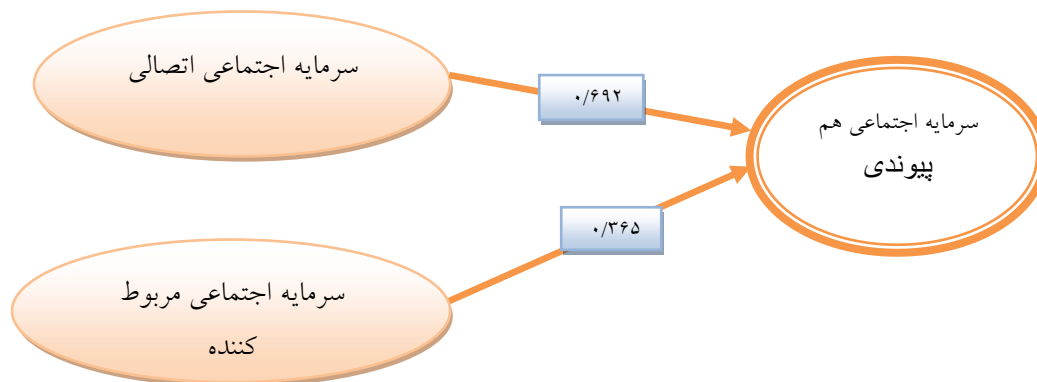 سرمایه اجتماعی اتصالی
۰/۶۹۲
سرمایه اجتماعی هم
پیوندی
۰/۳۶۵
سرمایه اجتماعی مربوط
کننده